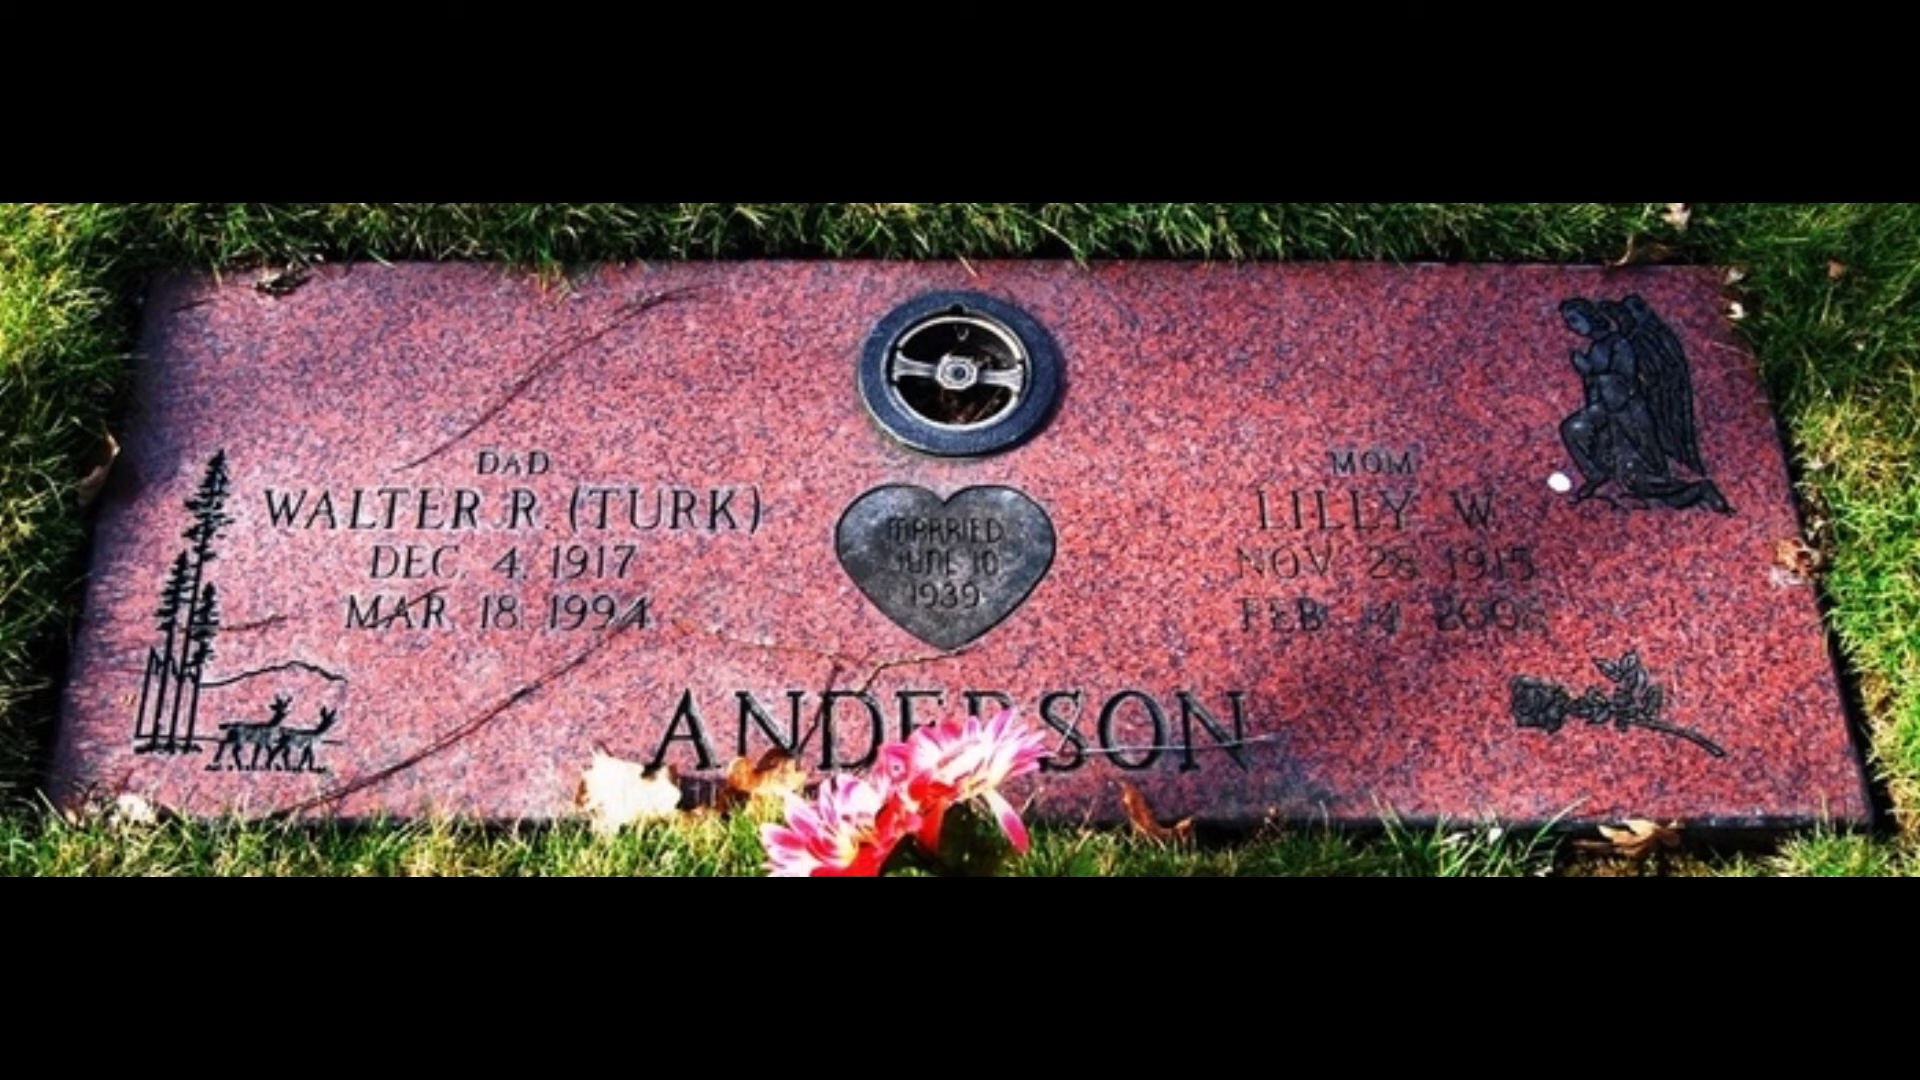 DAD
WALTER R. (TURK)
DEC. 4, 1917
MAR. 18, 1994
MARRIED
JUNE 10
1939
MOM
LILLY W.
NOV. 28, 1915
FEB. 14,
ANDERSON